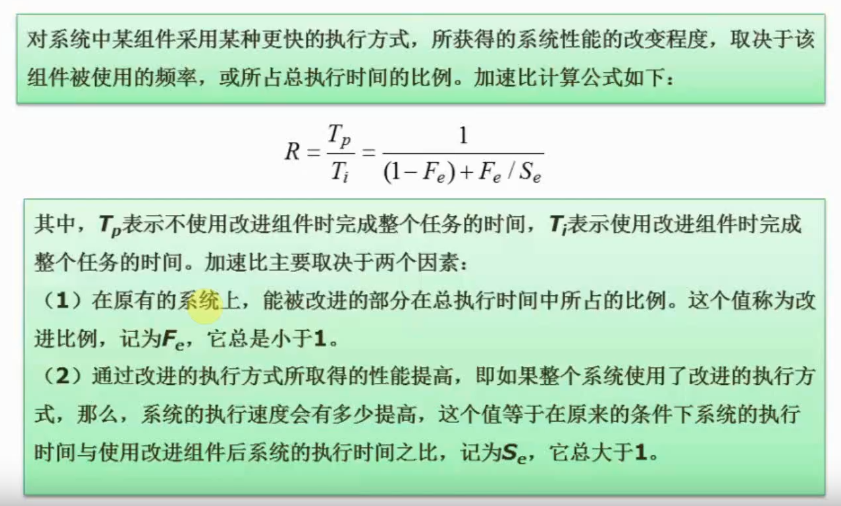 对系统中某组件采用某种更快的执行方式，所获得的系统性能的改变程度，取决于该
组件被使用的频率，或所占总执行时间的比例。加速比计算公式如下：
R = Tp / Ti = 1 / ((1 − Fe) + Fe / Se)
其中，Tp表示不使用改进组件时完成整个任务的时间，Ti表示使用改进组件时完成
整个任务的时间。加速比主要取决于两个因素：
（1）在原有的系统上，能被改进的部分在总执行时间中所占的比例。这个值称为改
进比例，记为Fe，它总是小于1。
（2）通过改进的执行方式所取得的性能提高，即如果整个系统使用了改进的执行方
式，那么，系统的执行速度会有多少提高，这个值等于在原来的条件下系统的执行
时间与使用改进组件后系统的执行时间之比，记为Se，它总大于1。